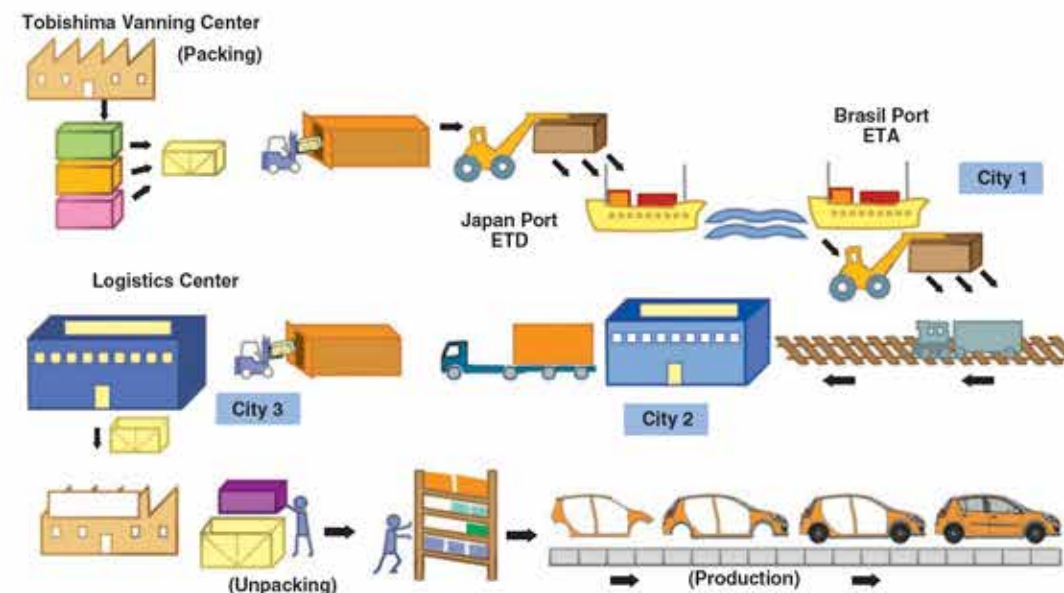 Tobishima Vanning Center
(Packing)
Brasil Port
ETA
City 1
Japan Port
ETD
Logistics Center
City 3
City 2
(Unpacking)
(Production)